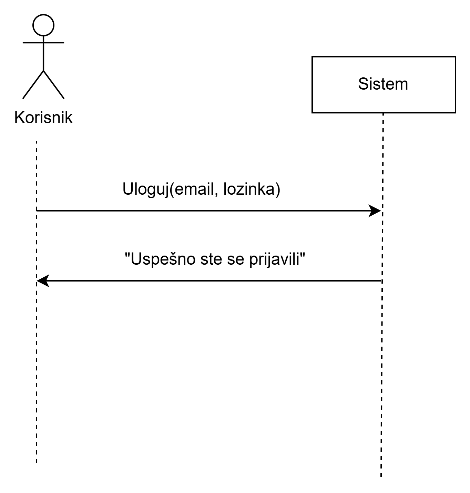 Korisnik
Sistem
Uloguj(email, lozinka)
"Uspešno ste se prijavili"